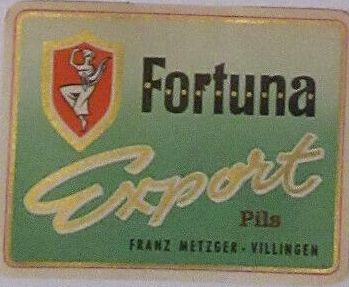 Fortuna
Export
Pils
FRANZ METZGER - VILLINGEN